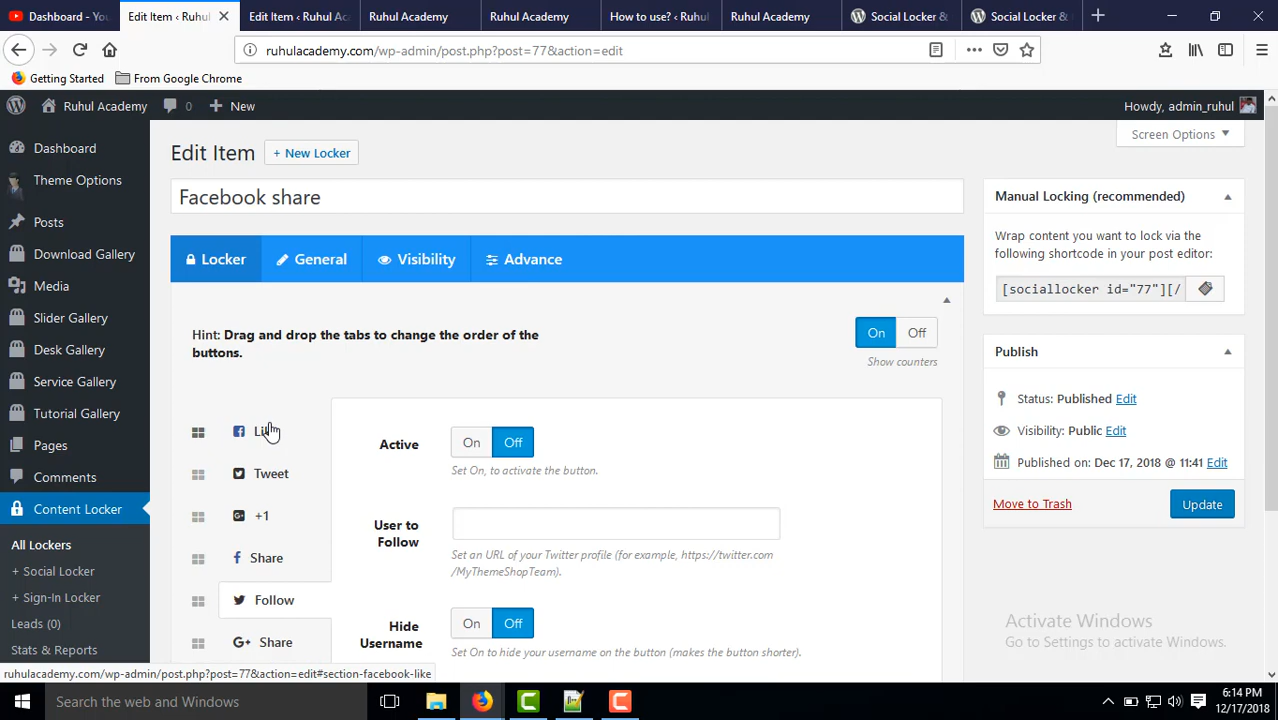 Dashboard - You
Edit Item ‹ Ruhul
Edit Item ‹ Ruhul Aca
Ruhul Academy
Ruhul Academy
How to use? ‹ Ruhul
Ruhul Academy
Social Locker &
Social Locker &
ruhulacademy.com/wp-admin/post.php?post=77&action=edit
Getting Started
From Google Chrome
Ruhul Academy
0
New
Howdy, admin_ruhul
Dashboard
Theme Options
Posts
Download Gallery
Media
Slider Gallery
Desk Gallery
Service Gallery
Tutorial Gallery
Pages
Comments
Content Locker
All Lockers
+ Social Locker
+ Sign-In Locker
Leads (0)
Stats & Reports
Screen Options
Edit Item
+ New Locker
Facebook share
Locker
General
Visibility
Advance
Hint: Drag and drop the tabs to change the order of the
buttons.
On Off
Show counters
Like
Tweet
+1
Share
Follow
Share
Active
On Off
Set On, to activate the button.
User to
Follow
Set an URL of your Twitter profile (for example, https://twitter.com
/MyThemeShopTeam).
Hide
Username
On Off
Set On to hide your username on the button (makes the button shorter).
Manual Locking (recommended)
Wrap content you want to lock via the
following shortcode in your post editor:
[sociallocker id="77"][/
Publish
Status: Published Edit
Visibility: Public Edit
Published on: Dec 17, 2018 @ 11:41 Edit
Move to Trash
Update
Activate Windows
Go to Settings to activate Windows.
ruhulacademy.com/wp-admin/post.php?post=77&action=edit#section-facebook-like
Search the web and Windows
6:14 PM
12/17/2018